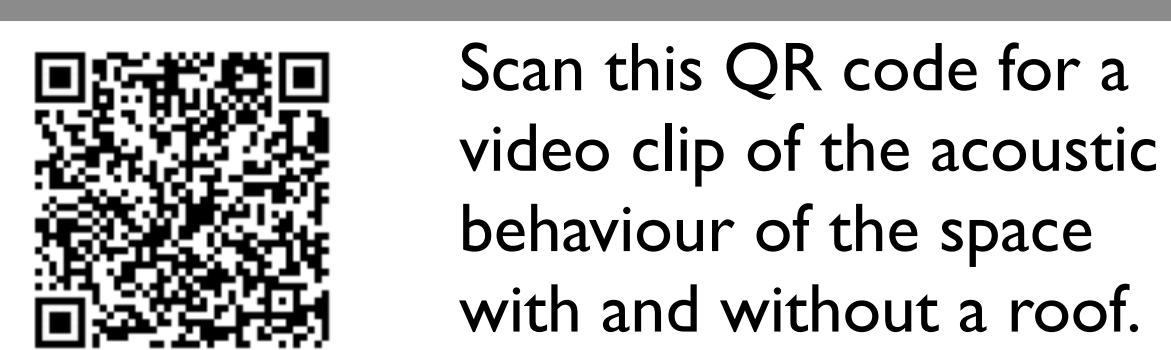 Scan this QR code for a
video clip of the acoustic
behaviour of the space
with and without a roof.